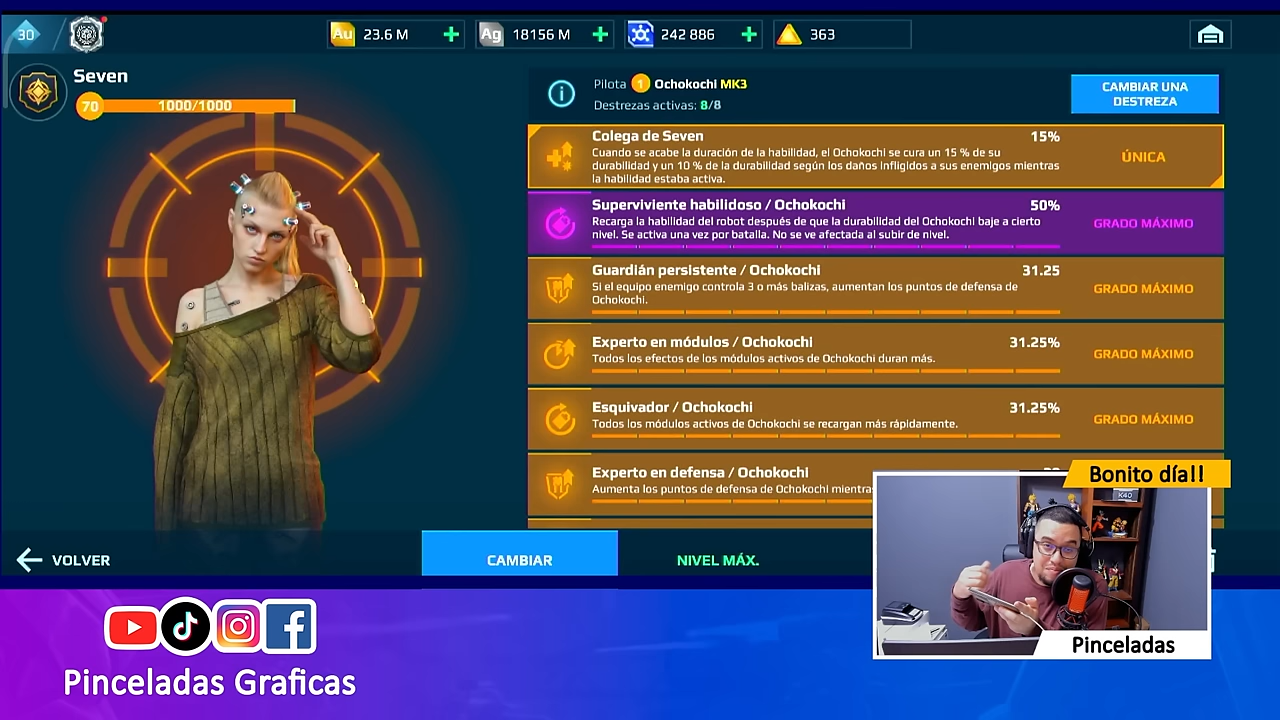 30
Au 23.6 M
Ag 18156 M
242 886
363
Seven
70
1000/1000
Pilota 1 Ochokochi MK3
Destrezas activas: 8/8
CAMBIAR UNA
DESTREZA
Colega de Seven 15%
Cuando se acabe la duración de la habilidad, el Ochokochi se cura un 15 % de su
durabilidad y un 10 % de la durabilidad según los daños infligidos a sus enemigos mientras
la habilidad estaba activa.
ÚNICA
Superviviente habilidoso / Ochokochi 50%
Recarga la habilidad del robot después de que la durabilidad del Ochokochi baje a cierto
nivel. Se activa una vez por batalla. No se ve afectada al subir de nivel.
GRADO MÁXIMO
Guardián persistente / Ochokochi 31.25
Si el equipo enemigo controla 3 o más balizas, aumentan los puntos de defensa de
Ochokochi.
GRADO MÁXIMO
Experto en módulos / Ochokochi 31.25%
Todos los efectos de los módulos activos de Ochokochi duran más.
GRADO MÁXIMO
Esquivador / Ochokochi 31.25%
Todos los módulos activos de Ochokochi se recargan más rápidamente.
GRADO MÁXIMO
Experto en defensa / Ochokochi
Aumenta los puntos de defensa de Ochokochi mientras
VOLVER
CAMBIAR
NIVEL MÁX.
Bonito día!!
K40
Pinceladas
Pinceladas Graficas